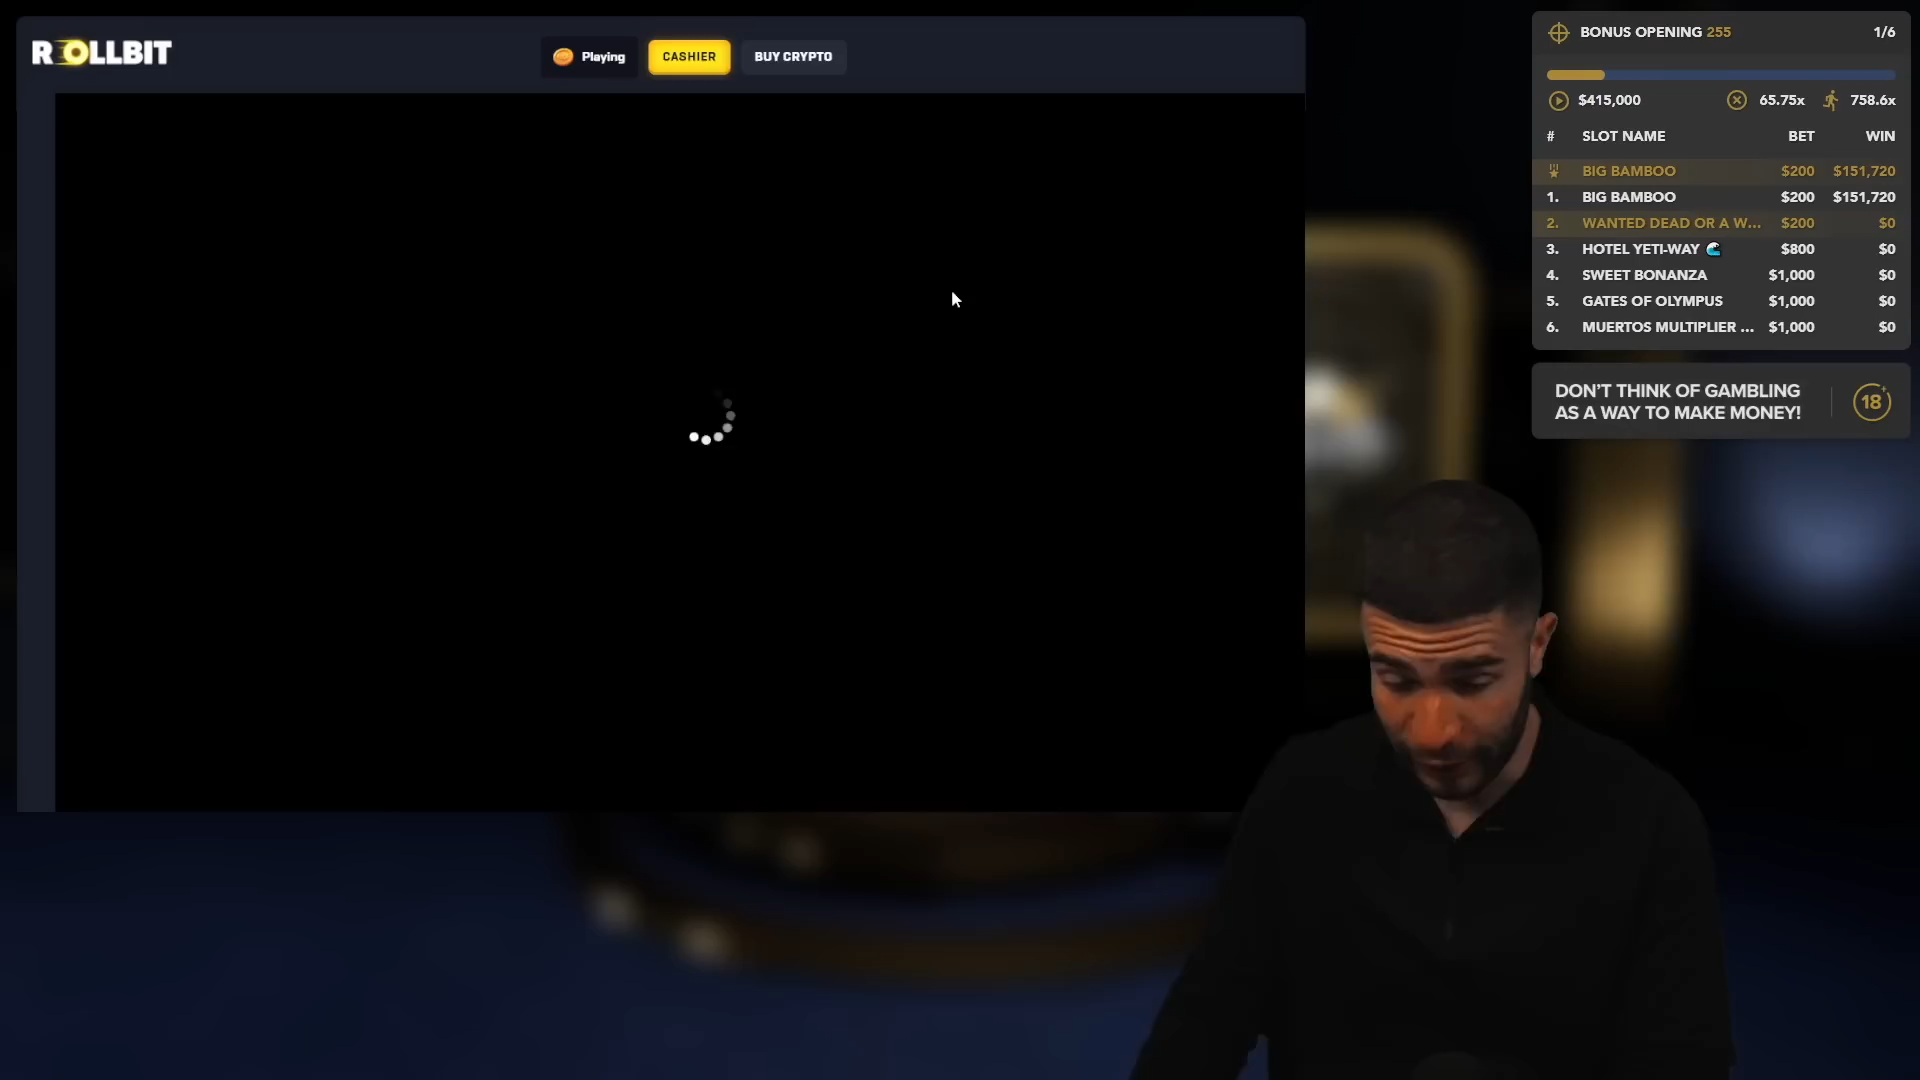 ROLLBIT
Playing
CASHIER
BUY CRYPTO
BONUS OPENING 255
1/6
$415,000
65.75x
758.6x
# SLOT NAME BET WIN
BIG BAMBOO $200 $151,720
1. BIG BAMBOO $200 $151,720
2. WANTED DEAD OR A W... $200 $0
3. HOTEL YETI-WAY 🌊 $800 $0
4. SWEET BONANZA $1,000 $0
5. GATES OF OLYMPUS $1,000 $0
6. MUERTOS MULTIPLIER ... $1,000 $0
DON'T THINK OF GAMBLING
AS A WAY TO MAKE MONEY!
18+